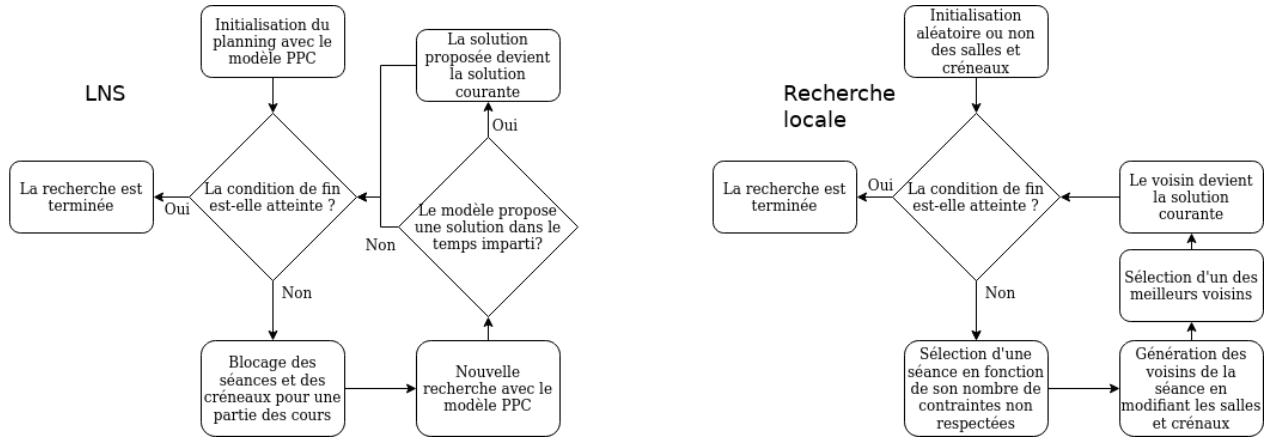 LNS
Initialisation du
planning avec le
modèle PPC
La condition de fin
est-elle atteinte ?
Oui
La recherche est
terminée
Non
Blocage des
séances et des
créneaux pour une
partie des cours
Nouvelle
recherche avec le
modèle PPC
Le modèle propose
une solution dans le
temps imparti?
Non
Oui
La solution
proposée devient
la solution
courante
Recherche
locale
Initialisation
aléatoire ou non
des salles et
créneaux
La condition de fin
est-elle atteinte ?
Oui
La recherche est
terminée
Non
Sélection d'une
séance en fonction
de son nombre de
contraintes non
respectées
Génération des
voisins de la
séance en
modifiant les salles
et crénaux
Sélection d'un des
meilleurs voisins
Le voisin devient
la solution
courante